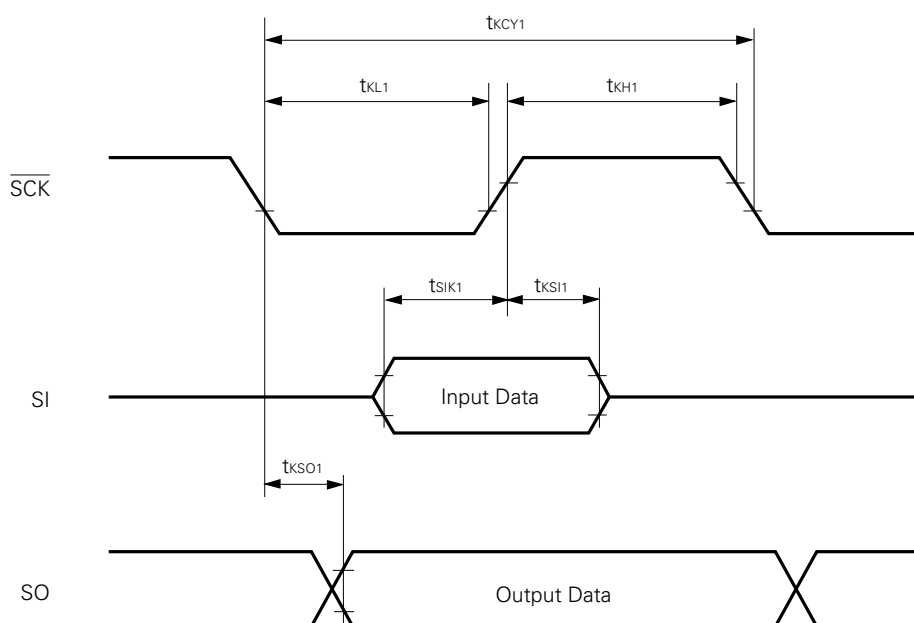 tKCY1
tKL1 tKH1
SCK
tSIK1 tKSI1
SI Input Data
tKSO1
SO Output Data